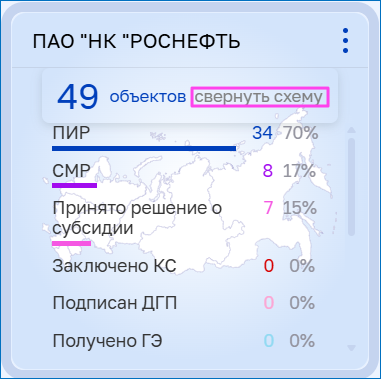 ПАО "НК "РОСНЕФТЬ
49 объектов свернуть схему
ПИР 34 70%
СМР 8 17%
Принято решение о 7 15%
субсидии
Заключено КС 0 0%
Подписан ДГП 0 0%
Получено ГЭ 0 0%